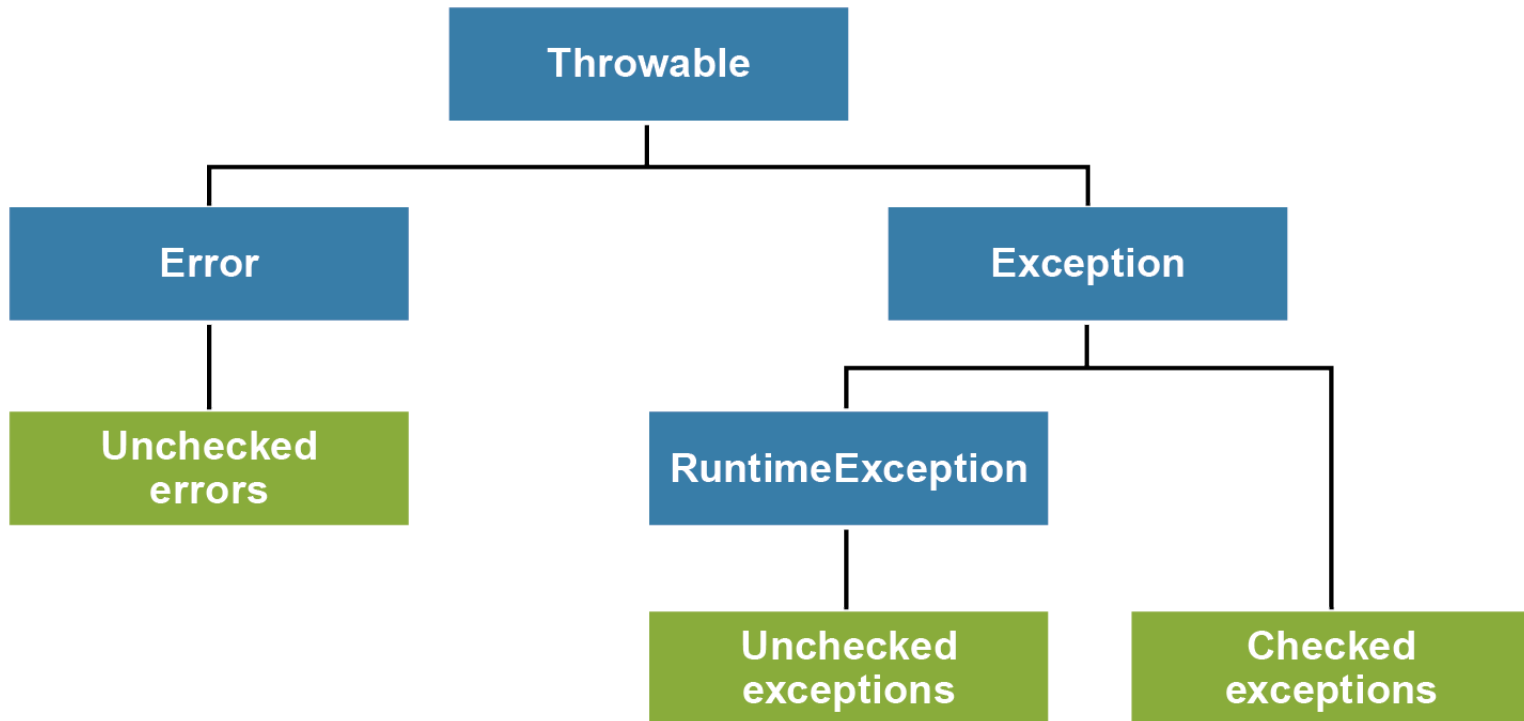 Throwable
Error
Exception
Unchecked
errors
RuntimeException
Unchecked
exceptions
Checked
exceptions